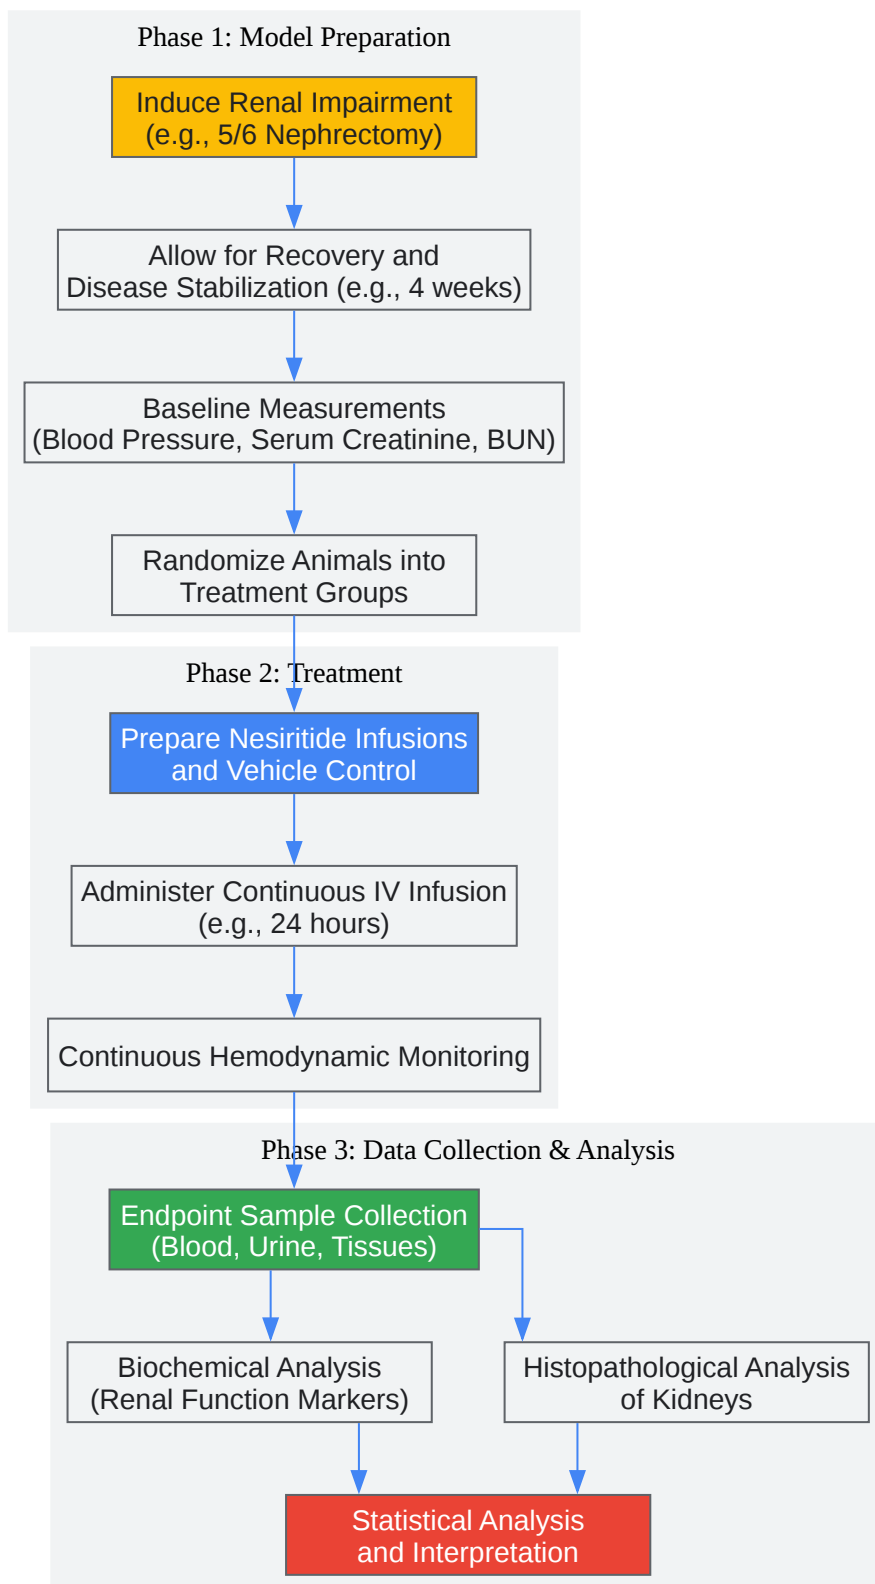 Phase 1: Model Preparation
Induce Renal Impairment
(e.g., 5/6 Nephrectomy)
Allow for Recovery and
Disease Stabilization (e.g., 4 weeks)
Baseline Measurements
(Blood Pressure, Serum Creatinine, BUN)
Randomize Animals into
Treatment Groups
Phase 2: Treatment
Prepare Nesiritide Infusions
and Vehicle Control
Administer Continuous IV Infusion
(e.g., 24 hours)
Continuous Hemodynamic Monitoring
Phase 3: Data Collection & Analysis
Endpoint Sample Collection
(Blood, Urine, Tissues)
Biochemical Analysis
(Renal Function Markers)
Histopathological Analysis
of Kidneys
Statistical Analysis
and Interpretation